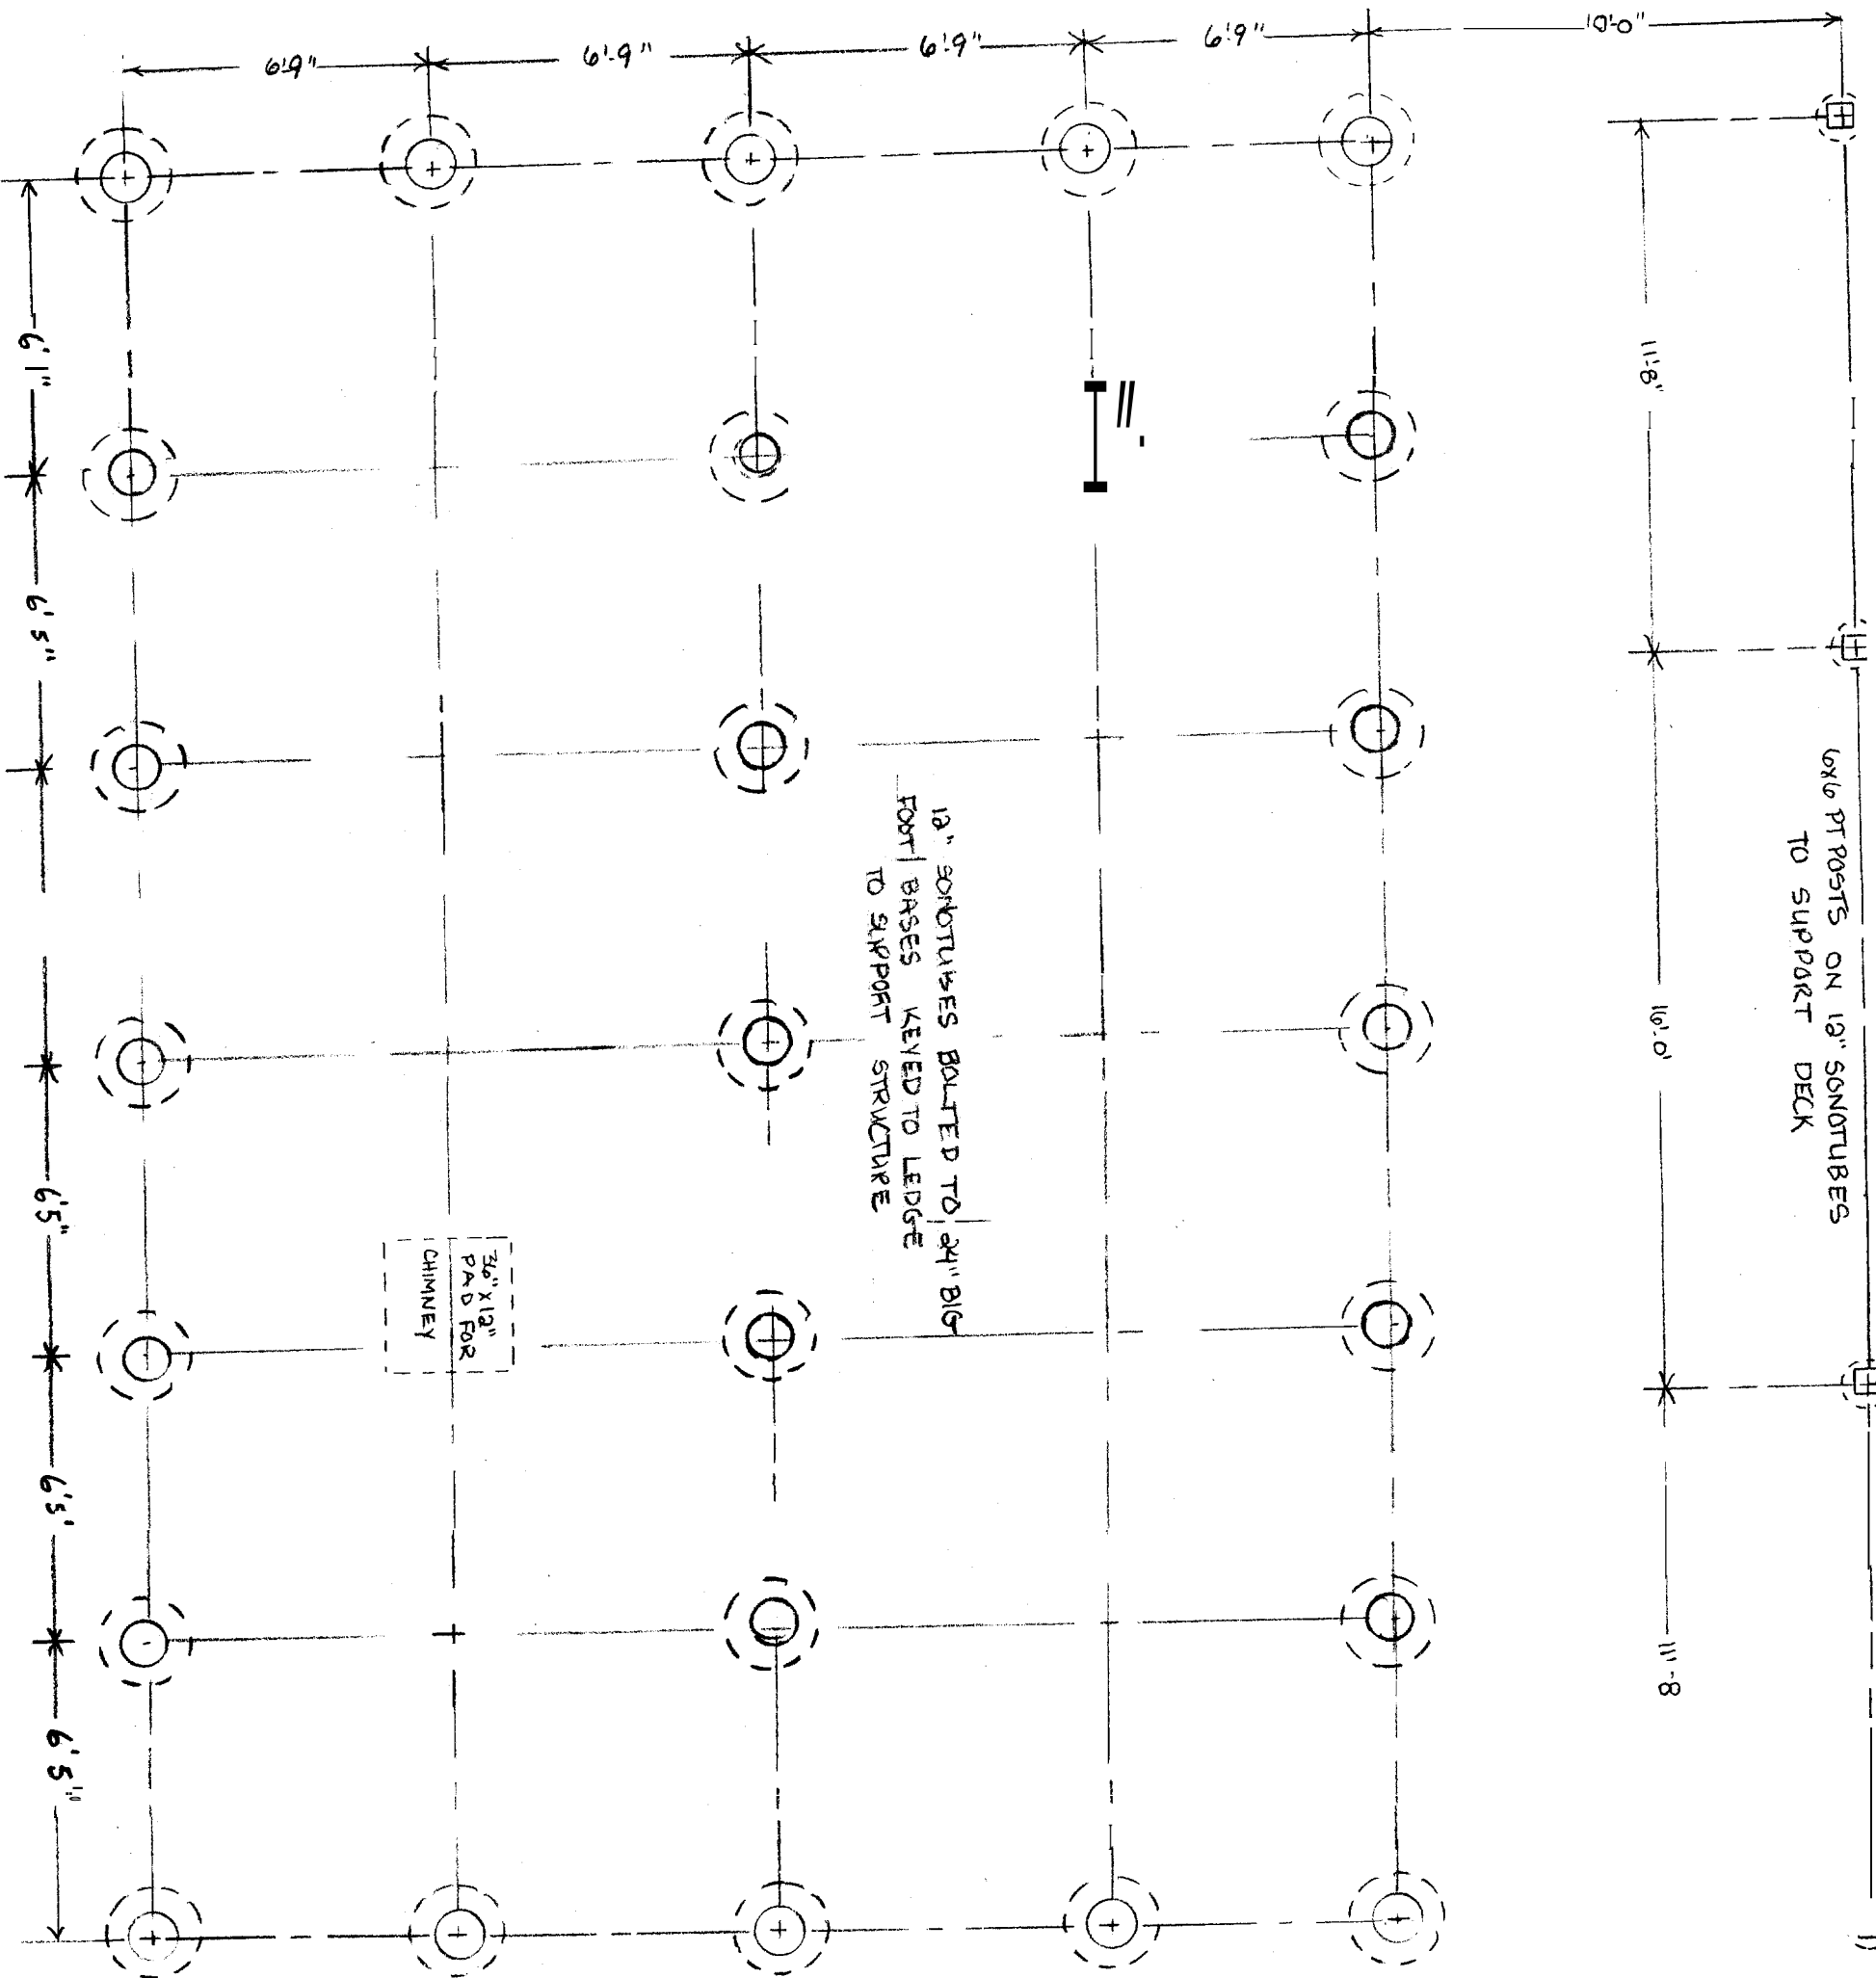 6'-9"
6'-9"
6'-9"
6'-9"
10'-0"
11'-8"
16'-0'
11'-8
6X6 PT POSTS ON 12" SONOTUBES
TO SUPPORT DECK
12" SONOTUBES BOLTED TO 24" BIG
FOOT BASES KEYED TO LEDGE
TO SUPPORT STRUCTURE
36" X 12"
PAD FOR
CHIMNEY
6'1"
6'5"
6'5"
6'5'
6'5"